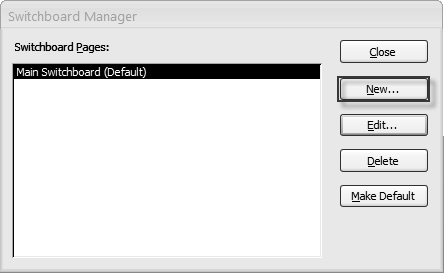 Switchboard Manager
Switchboard Pages:
Main Switchboard (Default)
Close
New...
Edit...
Delete
Make Default